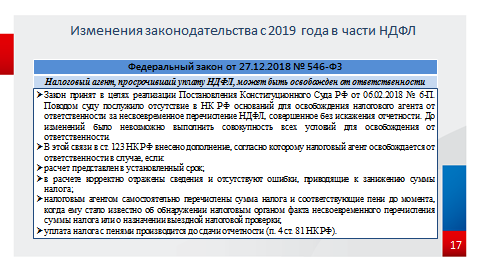 Изменения законодательства с 2019 года в части НДФЛ
Федеральный закон от 27.12.2018 № 546-ФЗ
Налоговый агент, просрочивший уплату НДФЛ, может быть освобожден от ответственности
➤Закон принят в целях реализации Постановления Конституционного Суда РФ от 06.02.2018 № 6-П.
Поводом суду послужило отсутствие в НК РФ оснований для освобождения налогового агента от
ответственности за несвоевременное перечисление НДФЛ, совершенное без искажения отчетности. До
изменений было невозможно выполнить совокупность всех условий для освобождения от
ответственности
➤В этой связи в ст. 123 НК РФ внесено дополнение, согласно которому налоговый агент освобождается от
ответственности в случае, если:
➤расчет представлен в установленный срок;
➤в расчете корректно отражены сведения и отсутствуют ошибки, приводящие к занижению суммы
налога;
➤налоговым агентом самостоятельно перечислены сумма налога и соответствующие пени до момента,
когда ему стало известно об обнаружении налоговым органом факта несвоевременного перечисления
суммы налога или о назначении выездной налоговой проверки;
➤уплата налога с пенями производится до сдачи отчетности (п. 4 ст. 81 НК РФ).
17